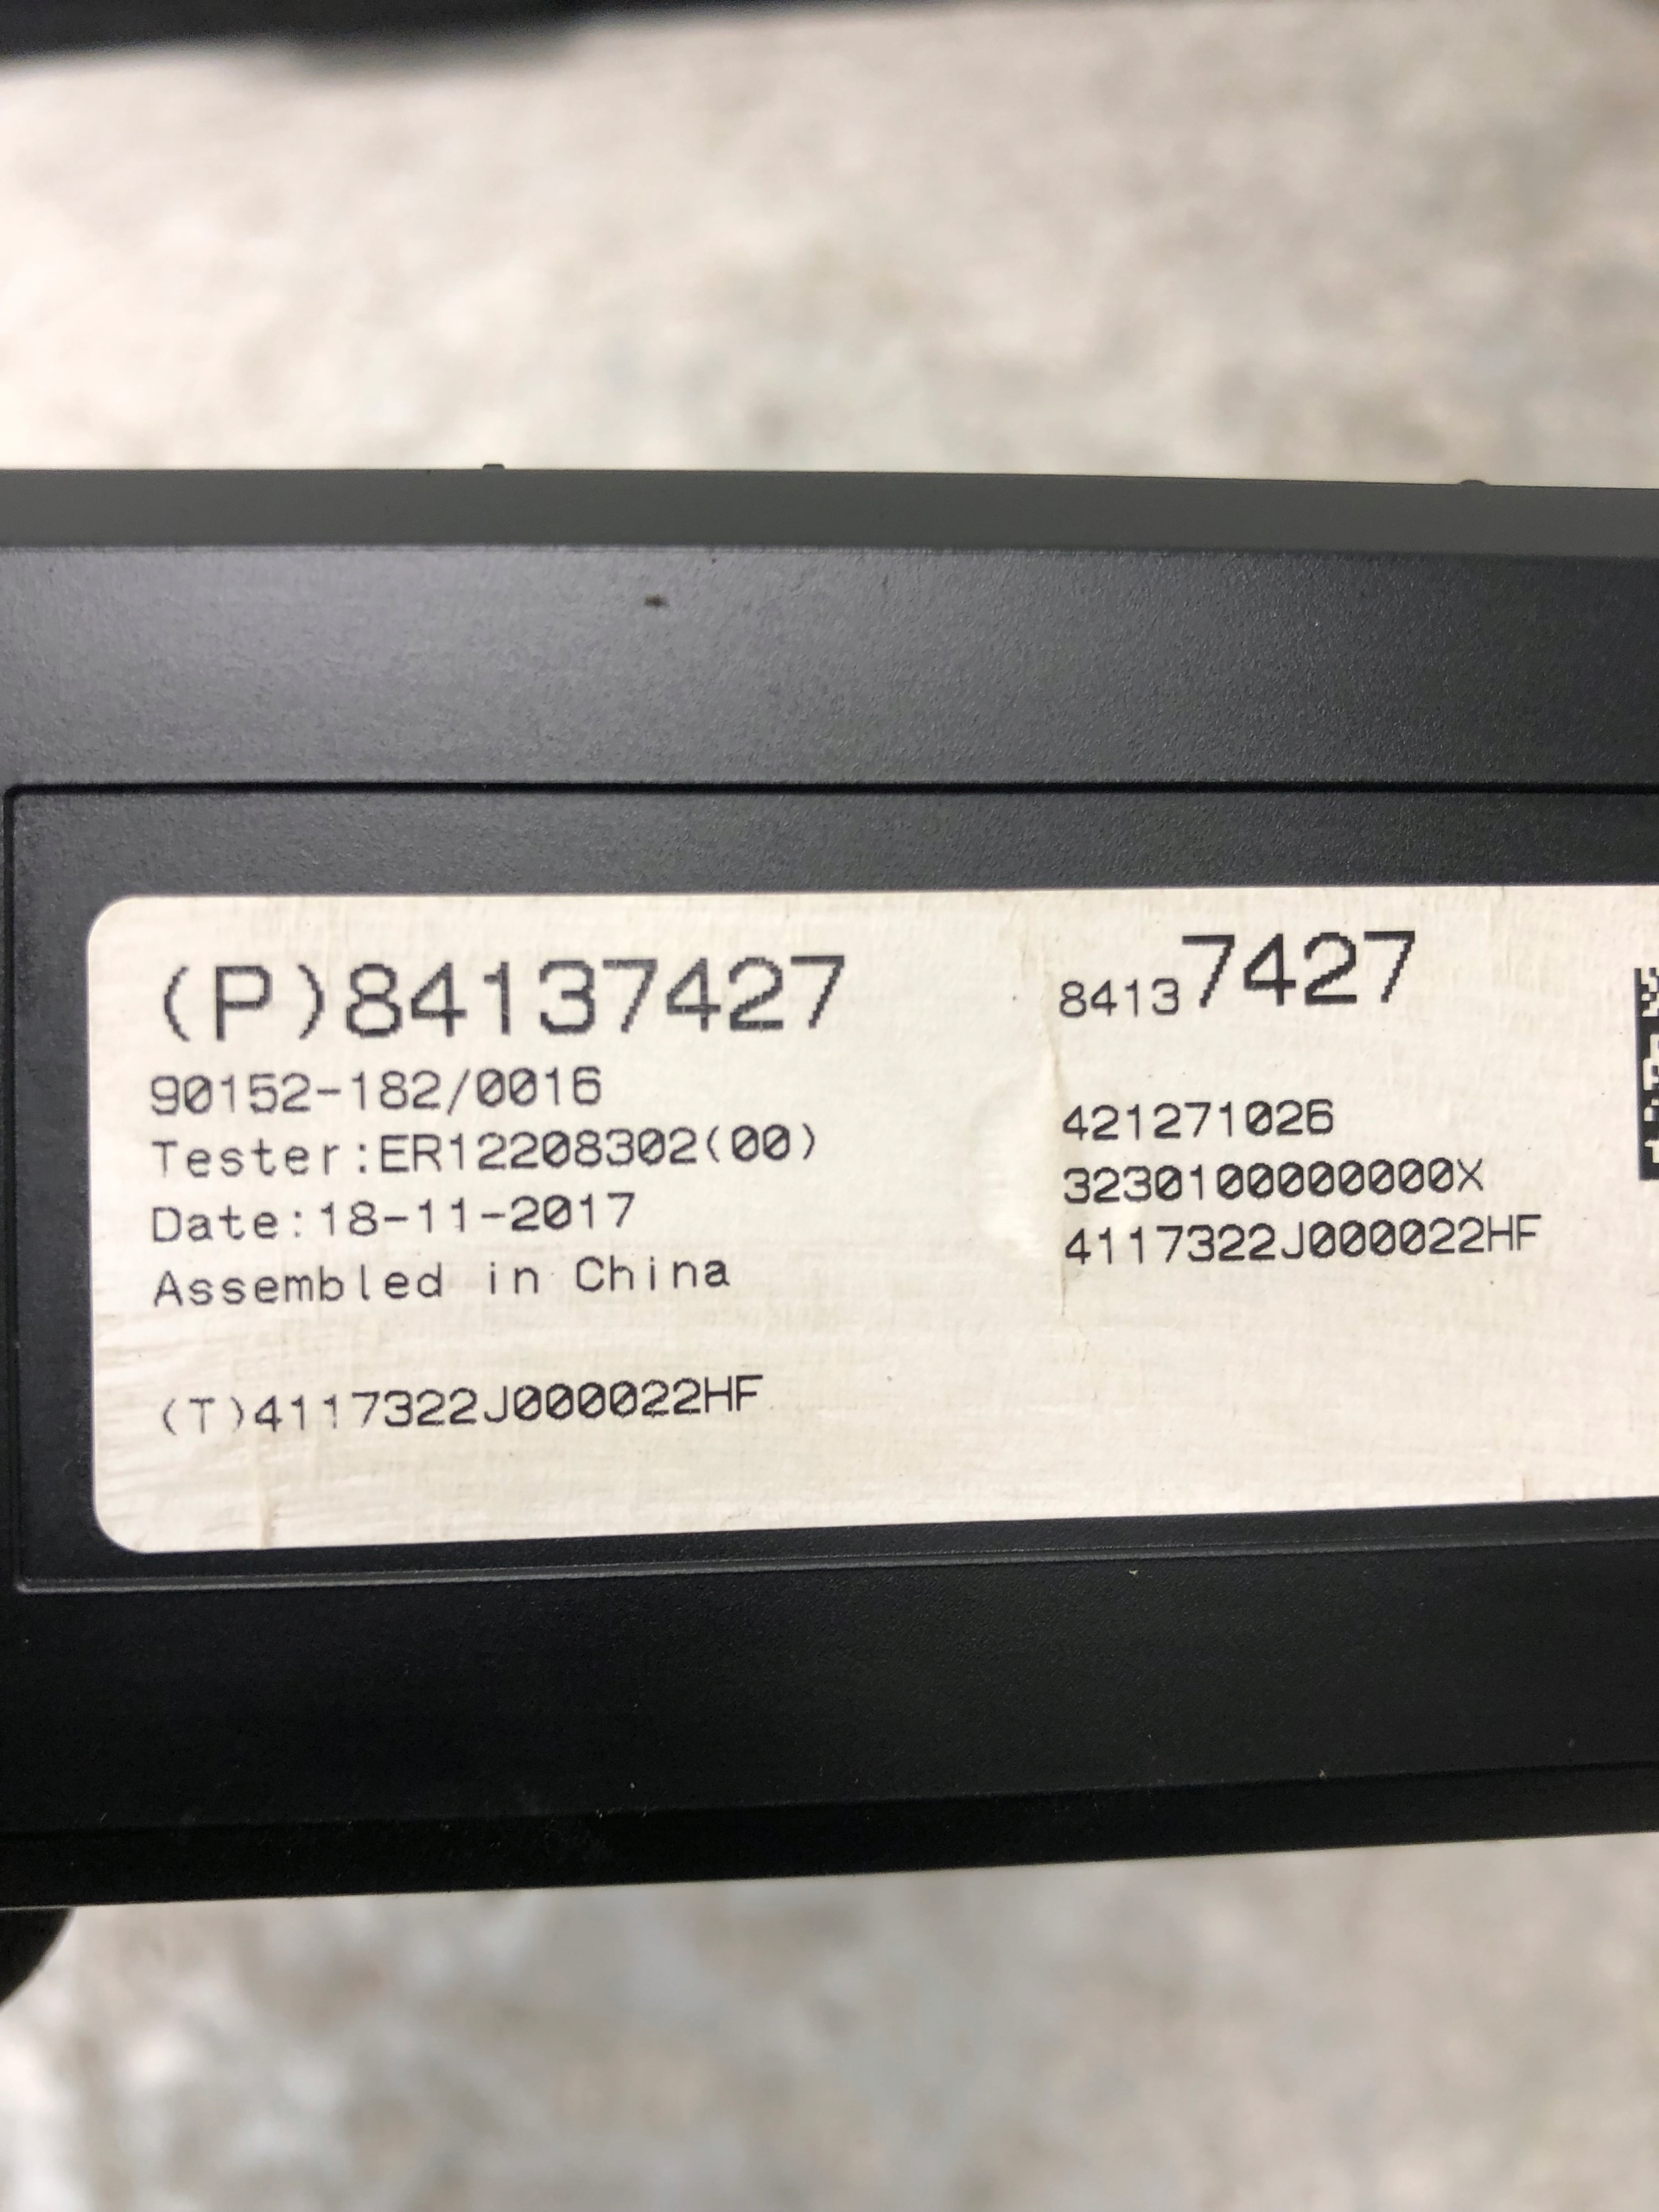 (P)84137427
90152-182/0016
Tester:ER12208302(00)
Date:18-11-2017
Assembled in China
(T)4117322J000022HF
84137427
421271026
3230100000000X
4117322J000022HF